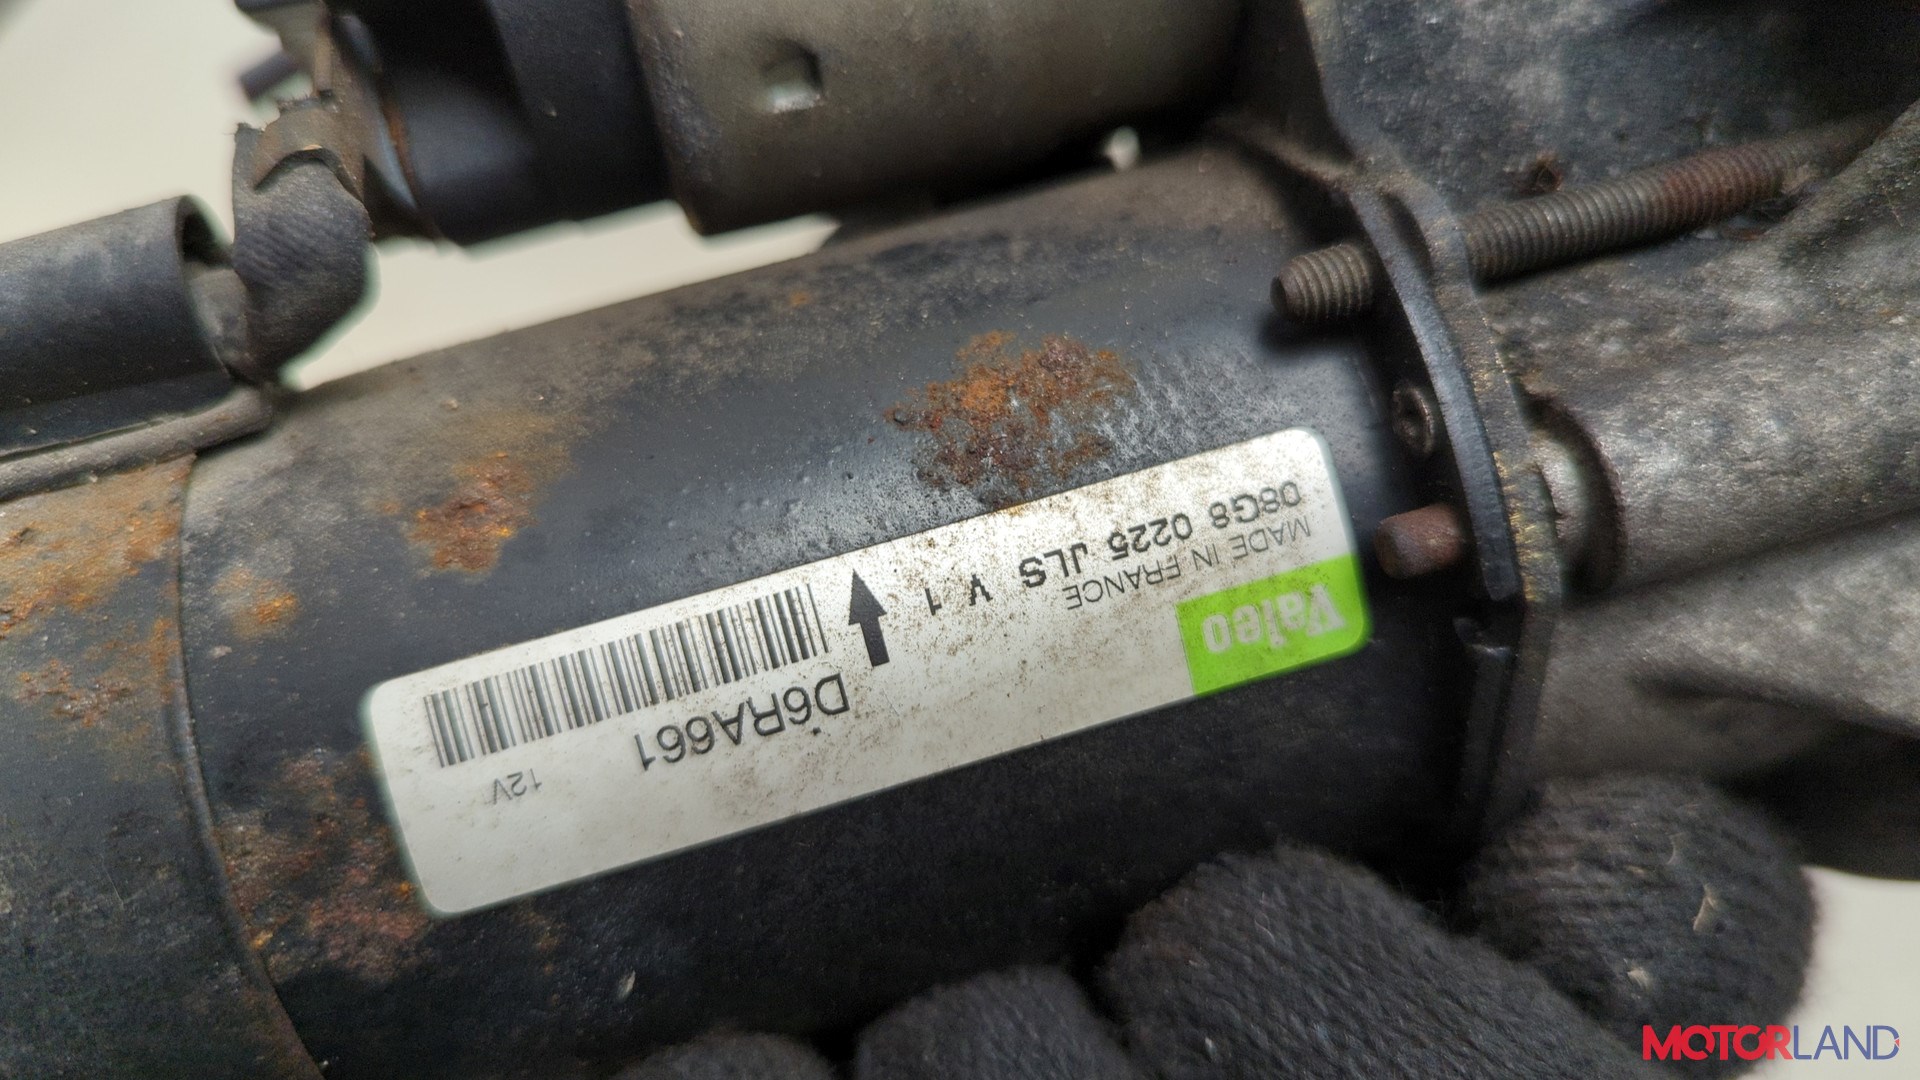 Valeo
MADE IN FRANCE
08G8 0225 JLS V 1
D6RA661
12V
MOTORLAND